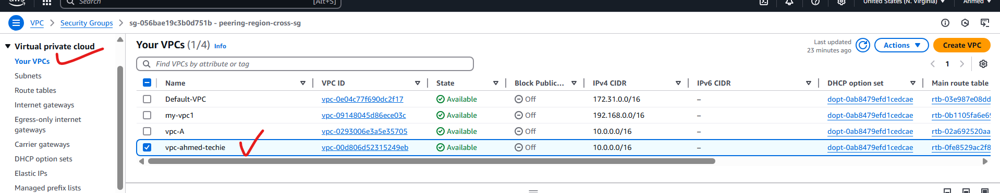 aws
Search
[Alt+S]
United States (N. Virginia)
Ahmed
VPC
Security Groups
sg-056bae19c3b0d751b - peering-region-cross-sg
Virtual private cloud
Your VPCs
Subnets
Route tables
Internet gateways
Egress-only internet
gateways
Carrier gateways
DHCP option sets
Elastic IPs
Managed prefix lists
Your VPCs (1/4) Info
Last updated
23 minutes ago
Actions
Create VPC
Find VPCs by attribute or tag
1
Name VPC ID State Block Public... IPv4 CIDR IPv6 CIDR DHCP option set Main route table
Default-VPC vpc-0e04c77f690dc2f17 Available Off 172.31.0.0/16 – dopt-0ab8479efd1cedcae rtb-03e987e08dd
my-vpc1 vpc-09148045d86ece03c Available Off 192.168.0.0/16 – dopt-0ab8479efd1cedcae rtb-0b1105fa6e69
vpc-A vpc-0293006e3a5e35705 Available Off 10.0.0.0/16 – dopt-0ab8479efd1cedcae rtb-02a692520aa
vpc-ahmed-techie vpc-00d806d52315249eb Available Off 10.0.0.0/16 – dopt-0ab8479efd1cedcae rtb-0fe8529ac2f8